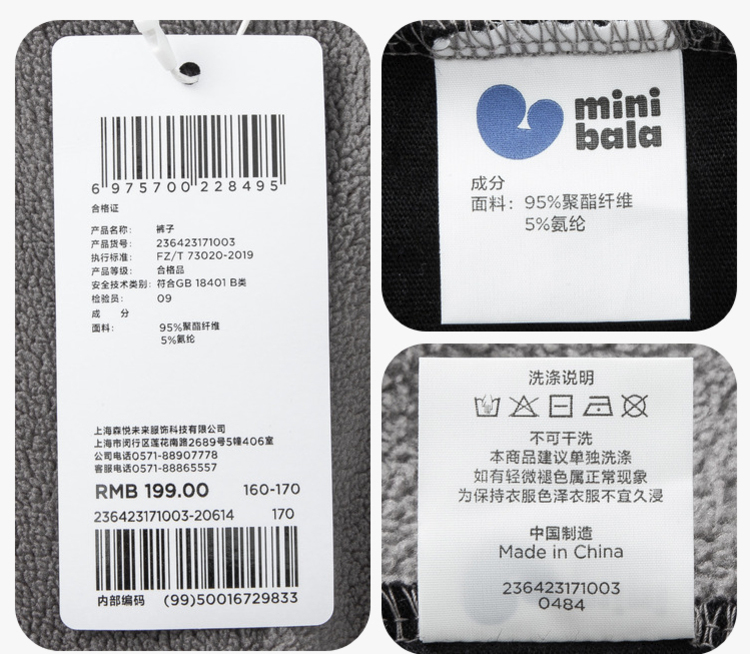 6 975700 228495
合格证
产品名称: 裤子
产品货号: 236423171003
执行标准: FZ/T 73020-2019
产品等级: 合格品
安全技术类别: 符合GB 18401 B类
检验员: 09
成 分
面料: 95%聚酯纤维
5%氨纶
上海森悦未来服饰科技有限公司
上海市闵行区莲花南路2689号5幢406室
公司电话0571-88907778
客服电话0571-88865557
RMB 199.00 160-170
236423171003-20614 170
内部编码 (99)50016729833
mini
bala
成分
面料: 95%聚酯纤维
5%氨纶
洗涤说明
不可干洗
本商品建议单独洗涤
如有轻微褪色属正常现象
为保持衣服色泽衣服不宜久浸
中国制造
Made in China
236423171003
0484